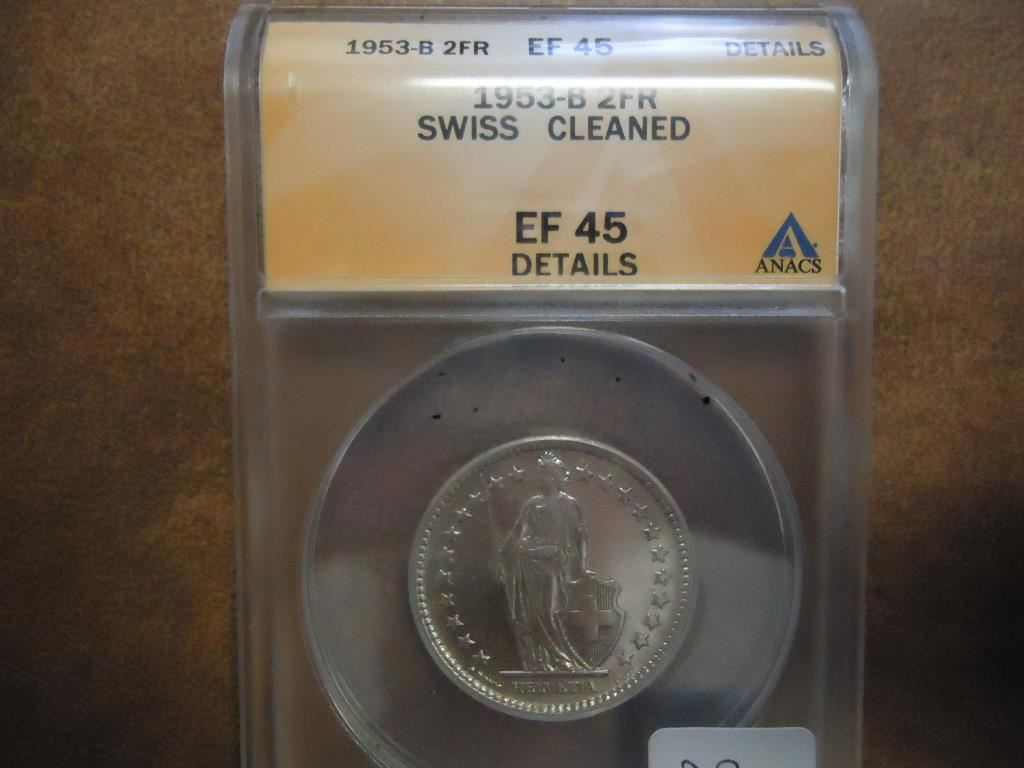 1953-B 2FR EF 45 DETAILS
1953-B 2FR
SWISS CLEANED
EF 45
DETAILS
ANACS
HELVETIA